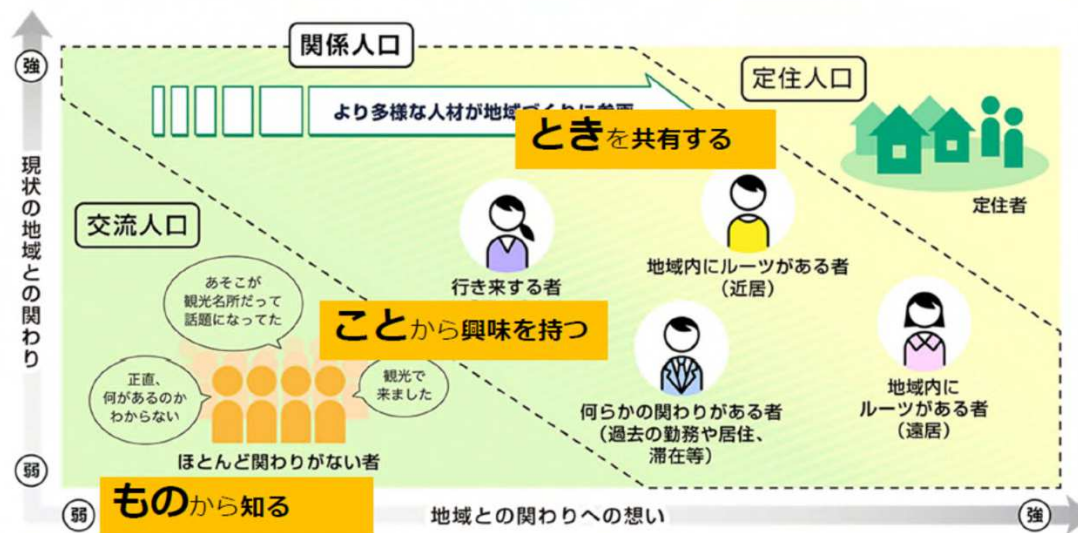 強
関係人口
定住人口
より多様な人材が地域づくりに参画
ときを共有する
定住者
現状の地域との関わり
交流人口
あそこが
観光名所だって
話題になってた
行き来する者
地域内にルーツがある者
（近居）
ことから興味を持つ
正直、
何があるのか
わからない
観光で
来ました
何らかの関わりがある者
（過去の勤務や居住、
滞在等）
地域内に
ルーツがある者
（遠居）
ほとんど関わりがない者
弱
ものから知る
弱
地域との関わりへの想い
強